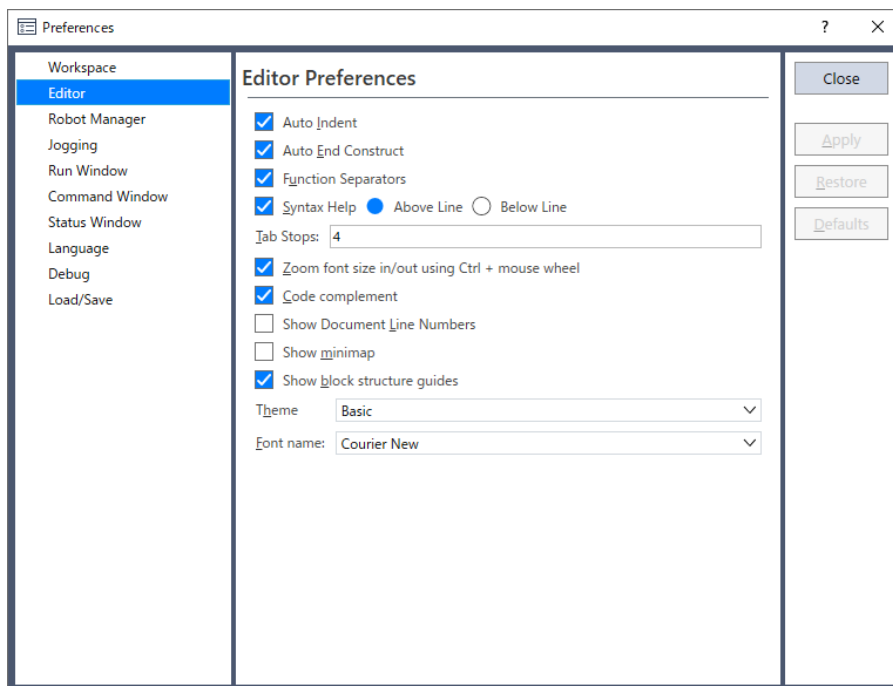 Preferences
?
Workspace
Editor
Robot Manager
Jogging
Run Window
Command Window
Status Window
Language
Debug
Load/Save
Editor Preferences
Auto Indent
Auto End Construct
Function Separators
Syntax Help Above Line Below Line
Tab Stops: 4
Zoom font size in/out using Ctrl + mouse wheel
Code complement
Show Document Line Numbers
Show minimap
Show block structure guides
Theme Basic
Font name: Courier New
Close
Apply
Restore
Defaults